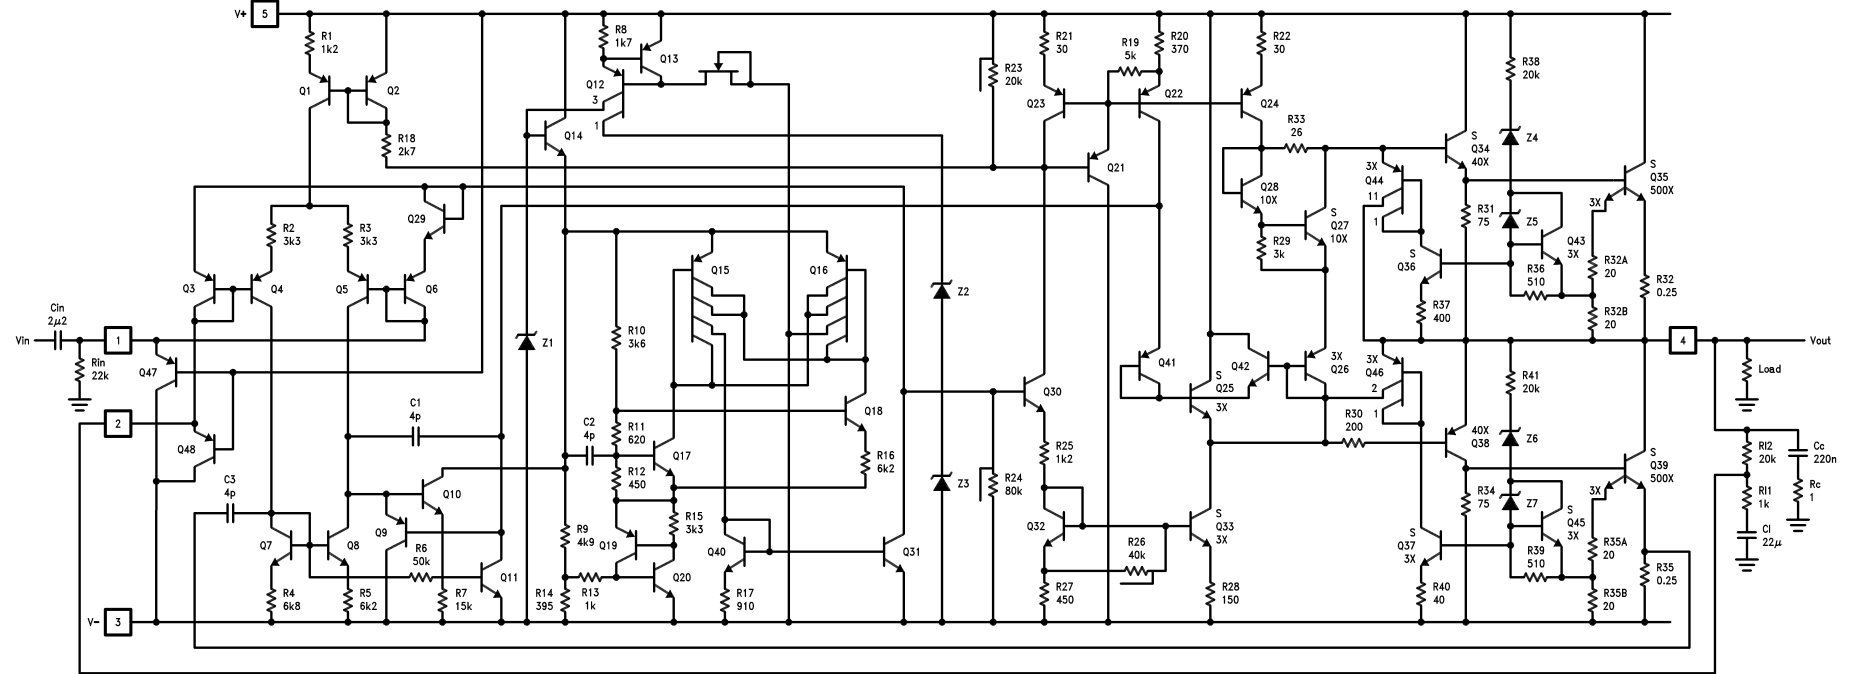 V+ 5
R1
1k2
Q1
Q2
R18
2k7
R8
1k7
Q13
Q12
3
1
Q14
R23
20k
R21
30
R19
5k
R20
370
R22
30
Q23
Q22
Q24
Q21
R33
26
Q28
10X
R29
3k
S
Q27
10X
3X
Q44
11
1
S
Q34
40X
R38
20k
Z4
S
Q35
500X
3X
R31
75
Z5
Q43
3X
R36
510
R32A
20
R32B
20
R32
0.25
S
Q36
R37
400
Q29
R2
3k3
R3
3k3
Q3
Q4
Q5
Q6
Cin
2μ2
Vin
1
Rin
22k
Q47
2
Q48
C1
4p
C3
4p
Q10
Q9
Q7
Q8
R6
50k
Q11
R4
6k8
R5
6k2
R7
15k
V- 3
Z1
R10
3k6
Q15
Q16
Z2
Q18
C2
4p
R11
620
R12
450
Q17
R16
6k2
R15
3k3
R9
4k9
Q19
Q20
Q40
Q31
R14
395
R13
1k
R17
910
Z3
R24
80k
Q30
R25
1k2
Q32
R26
40k
R27
450
Q33
S
3X
R28
150
Q41
S
Q25
3X
Q42
3X
Q26
R30
200
3X
Q46
2
1
40X
Q38
R41
20k
Z6
S
Q39
500X
3X
R34
75
Z7
S
Q45
3X
S
Q37
3X
R39
510
R35A
20
R35B
20
R35
0.25
R40
40
4
Vout
Load
Rl2
20k
Cc
220n
Rl1
1k
Rc
1
Cl
22μ